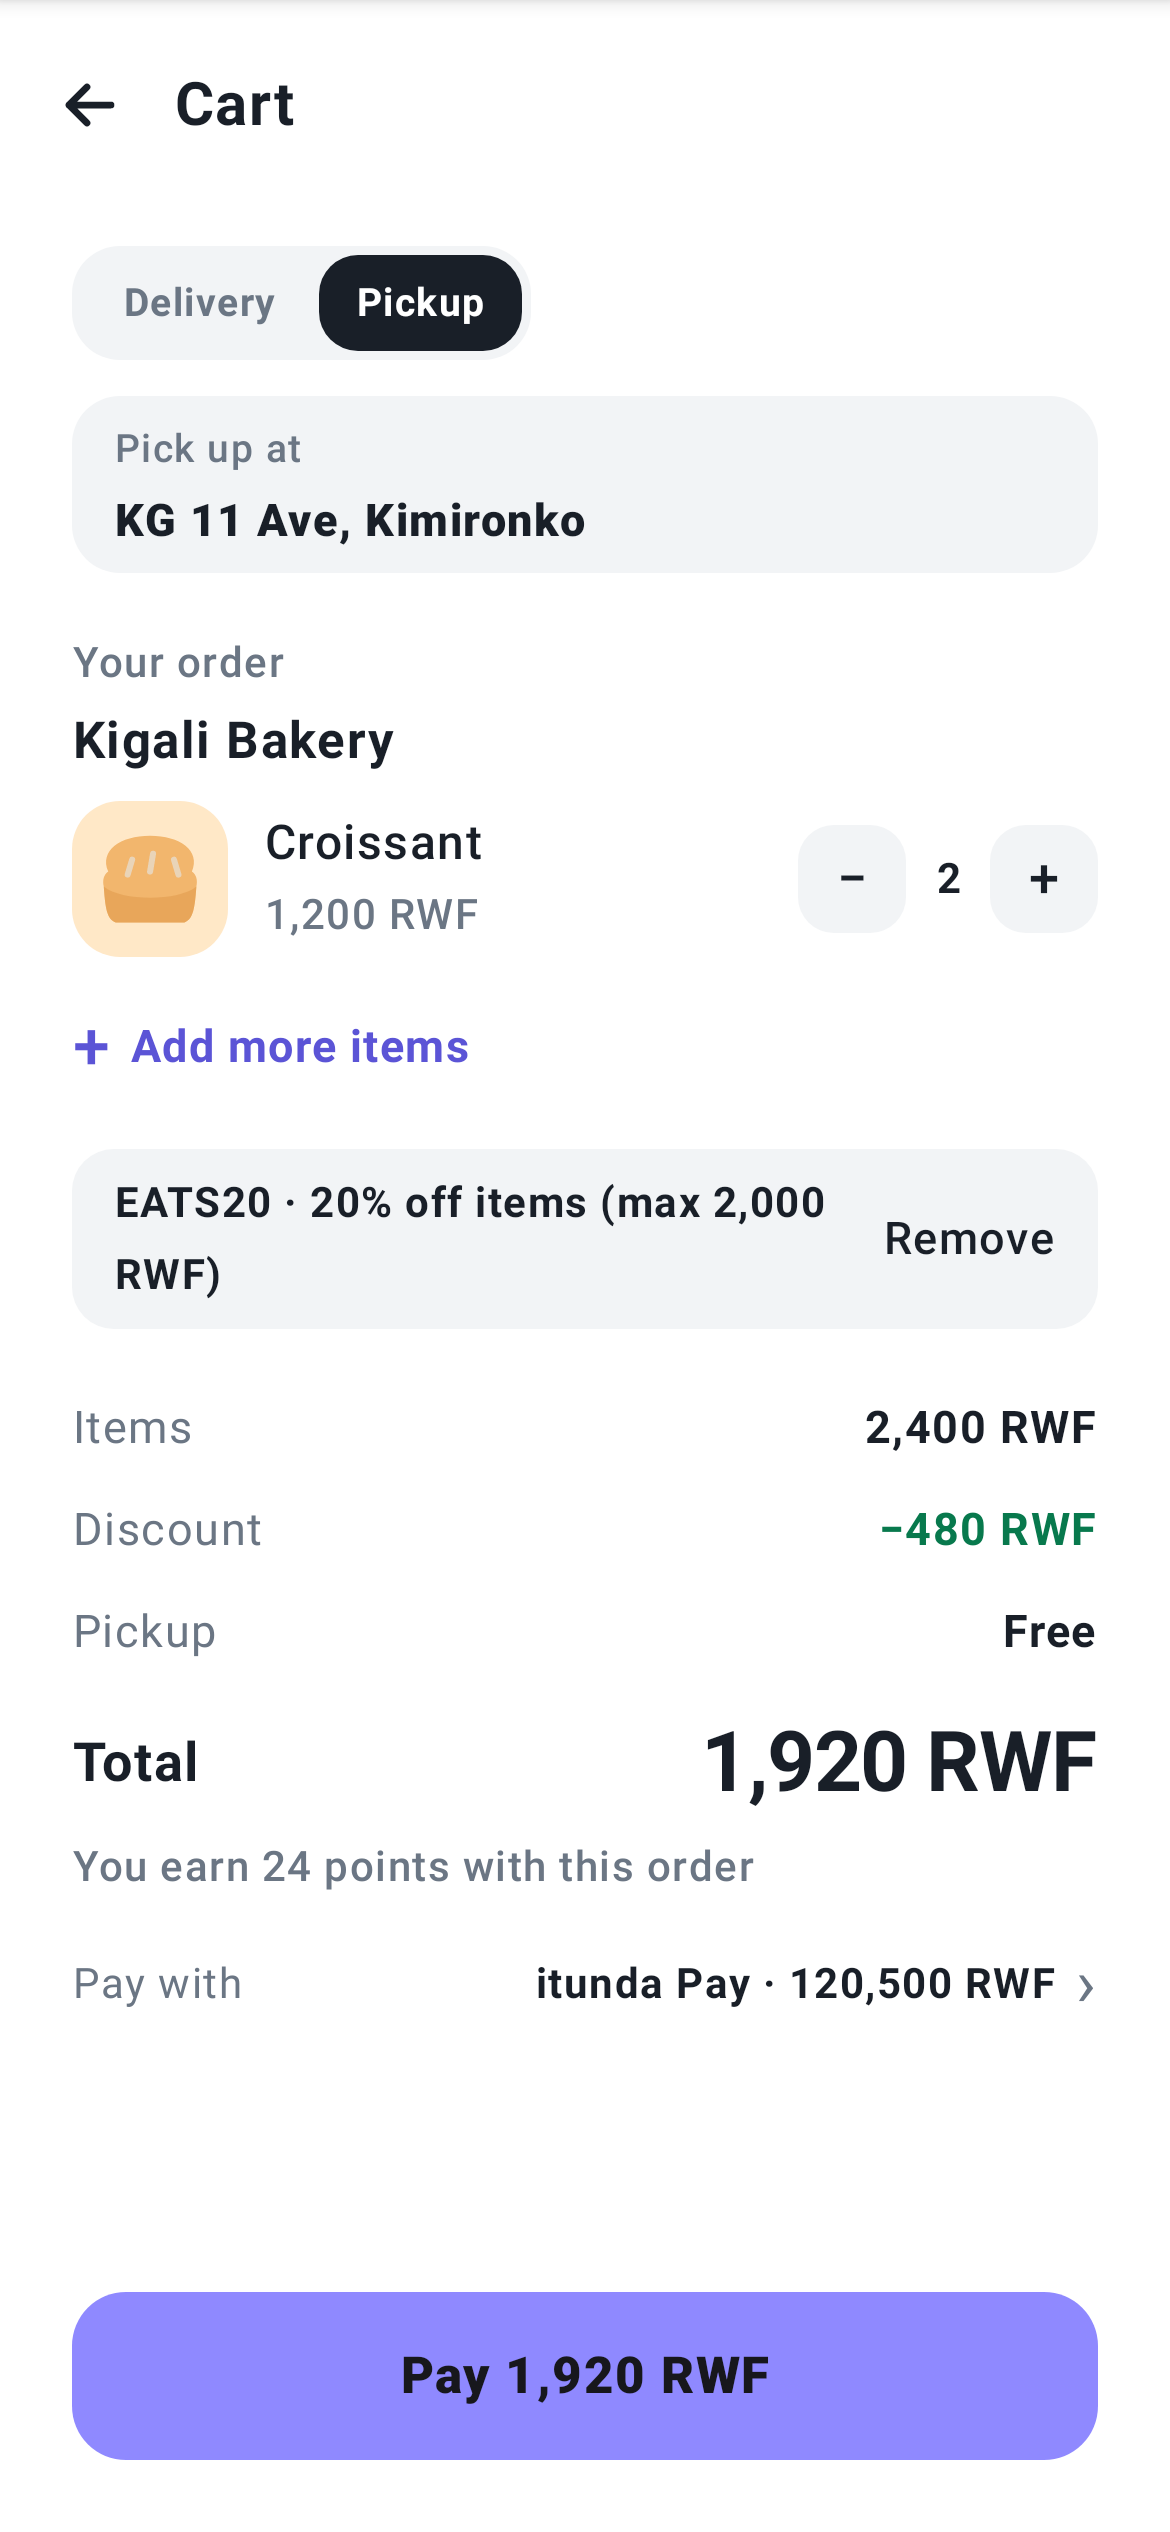 Cart
Delivery
Pickup
Pick up at
KG 11 Ave, Kimironko
Your order
Kigali Bakery
Croissant
1,200 RWF
− 2 +
+ Add more items
EATS20 · 20% off items (max 2,000
RWF)
Remove
Items 2,400 RWF
Discount −480 RWF
Pickup Free
Total 1,920 RWF
You earn 24 points with this order
Pay with itunda Pay · 120,500 RWF ›
Pay 1,920 RWF